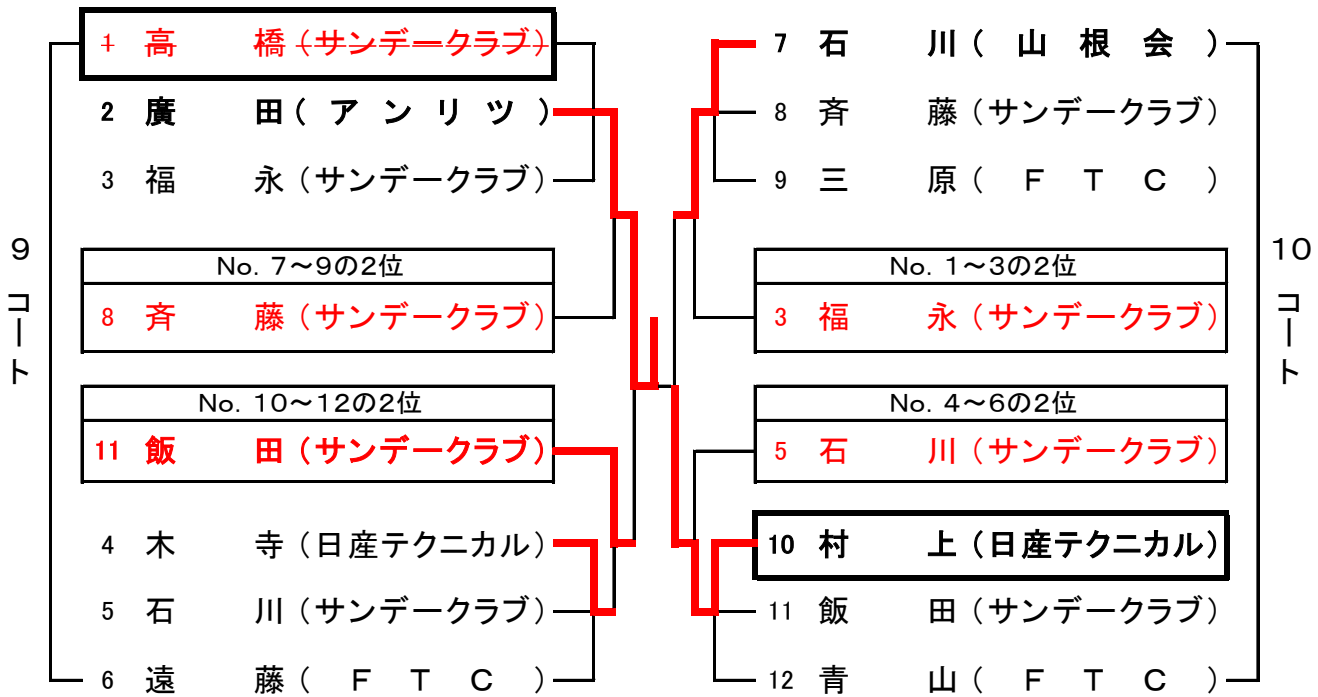 1 高 橋 (サンデークラブ)
2 廣 田 ( ア ン リ ツ )
3 福 永 (サンデークラブ)
9コート
No. 7～9の2位
8 斉 藤 (サンデークラブ)
No. 10～12の2位
11 飯 田 (サンデークラブ)
4 木 寺 (日産テクニカル)
5 石 川 (サンデークラブ)
6 遠 藤 ( Ｆ Ｔ Ｃ )
7 石 川 ( 山 根 会 )
8 斉 藤 (サンデークラブ)
9 三 原 ( Ｆ Ｔ Ｃ )
10コート
No. 1～3の2位
3 福 永 (サンデークラブ)
No. 4～6の2位
5 石 川 (サンデークラブ)
10 村 上 (日産テクニカル)
11 飯 田 (サンデークラブ)
12 青 山 ( Ｆ Ｔ Ｃ )